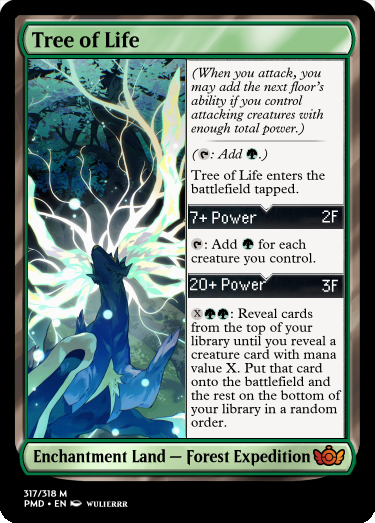 Tree of Life
(When you attack, you
may add the next floor's
ability if you control
attacking creatures with
enough total power.)
(T: Add G.)
Tree of Life enters the
battlefield tapped.
7+ Power 2F
: Add for each
creature you control.
20+ Power 3F
X: Reveal cards
from the top of your
library until you reveal a
creature card with mana
value X. Put that card
onto the battlefield and
the rest on the bottom of
your library in a random
order.
Enchantment Land — Forest Expedition
317/318 M
PMD • EN WULIERRR